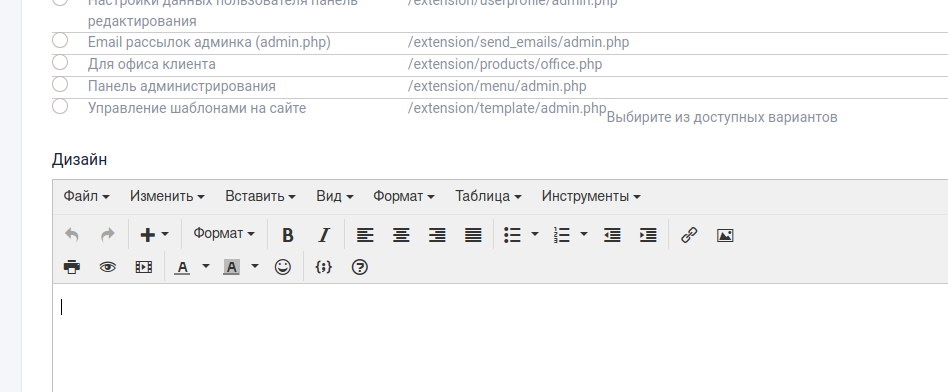 Настройки данных пользователя панель /extension/userprofile/admin.php
редактирования
Email рассылок админка (admin.php) /extension/send_emails/admin.php
Для офиса клиента /extension/products/office.php
Панель администрирования /extension/menu/admin.php
Управление шаблонами на сайте /extension/template/admin.php
Выбирите из доступных вариантов
Дизайн
Файл Изменить Вставить Вид Формат Таблица Инструменты
Формат B I
A A